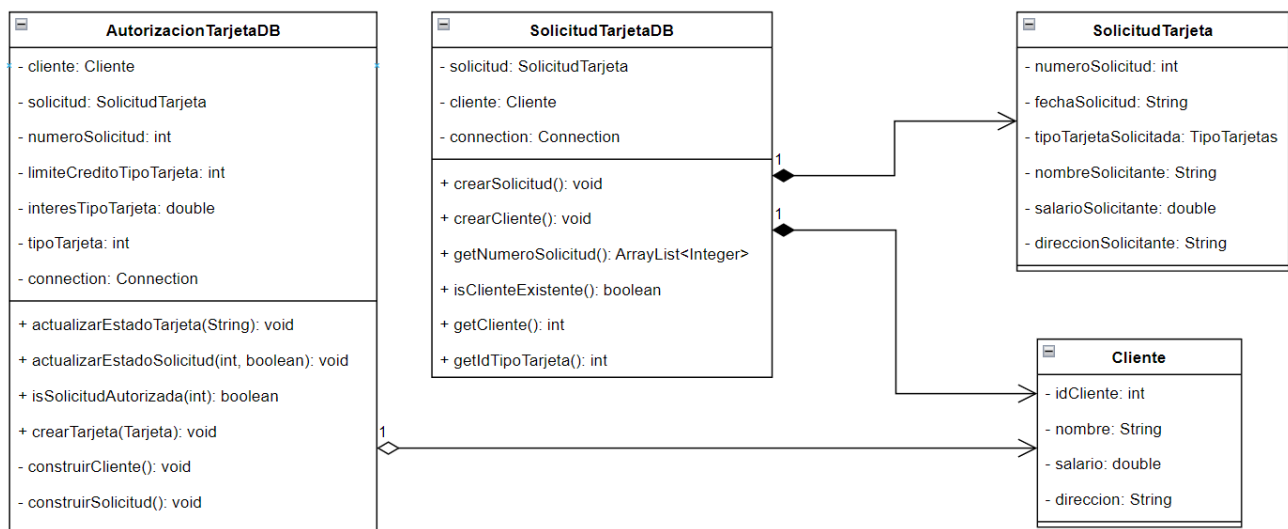 AutorizacionTarjetaDB
- cliente: Cliente
- solicitud: SolicitudTarjeta
- numeroSolicitud: int
- limiteCreditoTipoTarjeta: int
- interesTipoTarjeta: double
- tipoTarjeta: int
- connection: Connection
+ actualizarEstadoTarjeta(String): void
+ actualizarEstadoSolicitud(int, boolean): void
+ isSolicitudAutorizada(int): boolean
+ crearTarjeta(Tarjeta): void
- construirCliente(): void
- construirSolicitud(): void
1
SolicitudTarjetaDB
- solicitud: SolicitudTarjeta
- cliente: Cliente
- connection: Connection
+ crearSolicitud(): void
+ crearCliente(): void
+ getNumeroSolicitud(): ArrayList<Integer>
+ isClienteExistente(): boolean
+ getCliente(): int
+ getIdTipoTarjeta(): int
1
1
SolicitudTarjeta
- numeroSolicitud: int
- fechaSolicitud: String
- tipoTarjetaSolicitada: TipoTarjetas
- nombreSolicitante: String
- salarioSolicitante: double
- direccionSolicitante: String
Cliente
- idCliente: int
- nombre: String
- salario: double
- direccion: String